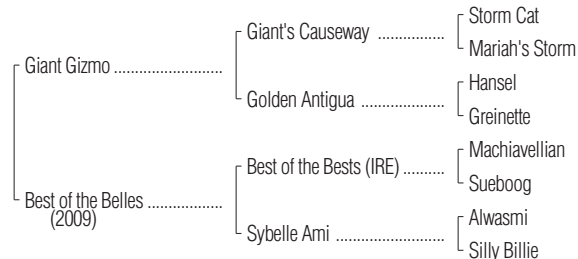 Storm Cat
Giant's Causeway ................
Mariah's Storm
Giant Gizmo ..........................
Hansel
Golden Antigua ....................
Greinette
Machiavellian
Best of the Bests (IRE) ..........
Sueboog
Best of the Belles ..................
(2009)
Alwasmi
Sybelle Ami ..........................
Silly Billie